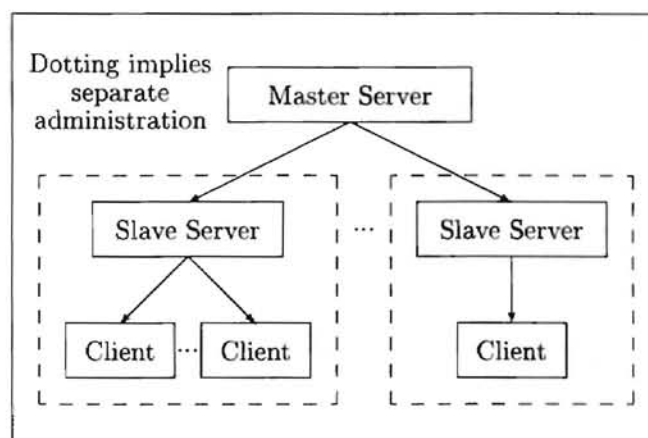 Dotting implies
separate
administration
Master Server
Slave Server
...
Slave Server
Client
...
Client
Client